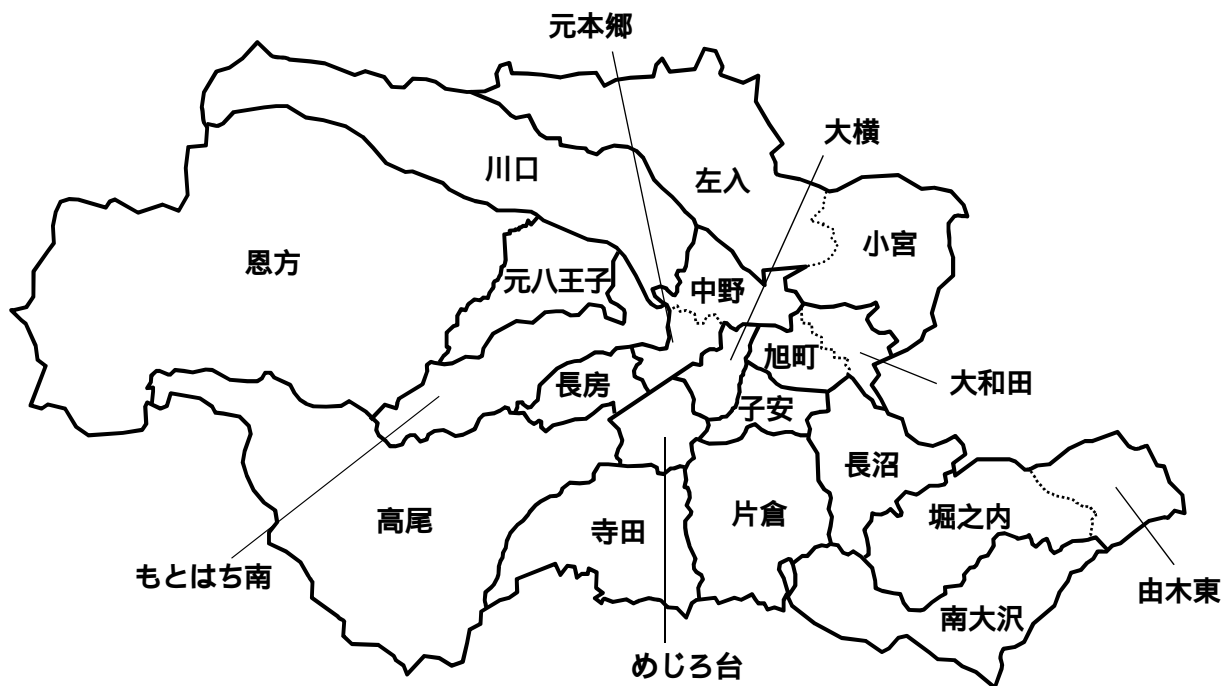 元本郷
大横
川口
左入
小宮
恩方
元八王子
中野
旭町
大和田
長房
子安
長沼
高尾
寺田
片倉
堀之内
もとはち南
由木東
南大沢
めじろ台